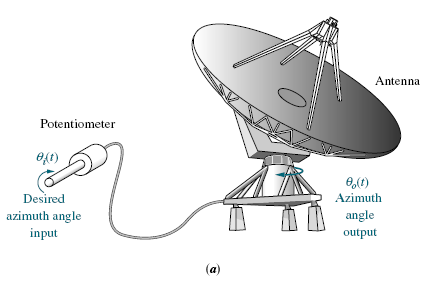 Antenna
Potentiometer
θi(t)
Desired
azimuth angle
input
θo(t)
Azimuth
angle
output
(a)